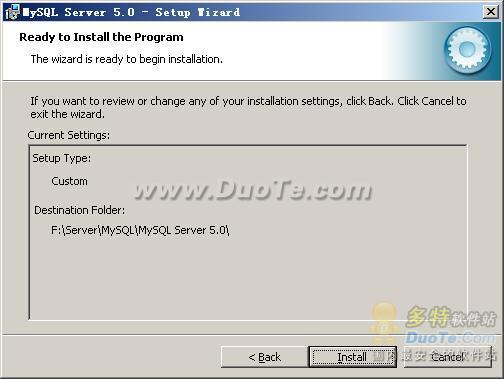 MySQL Server 5.0 - Setup Wizard
Ready to Install the Program
The wizard is ready to begin installation.
If you want to review or change any of your installation settings, click Back. Click Cancel to
exit the wizard.
Current Settings:
Setup Type:
Custom
www.DuoTe.com
Destination Folder:
F:\Server\MySQL\MySQL Server 5.0\
多特软件站
DuoTe.Com
国内最安全的软件站
< Back
Install
Cancel